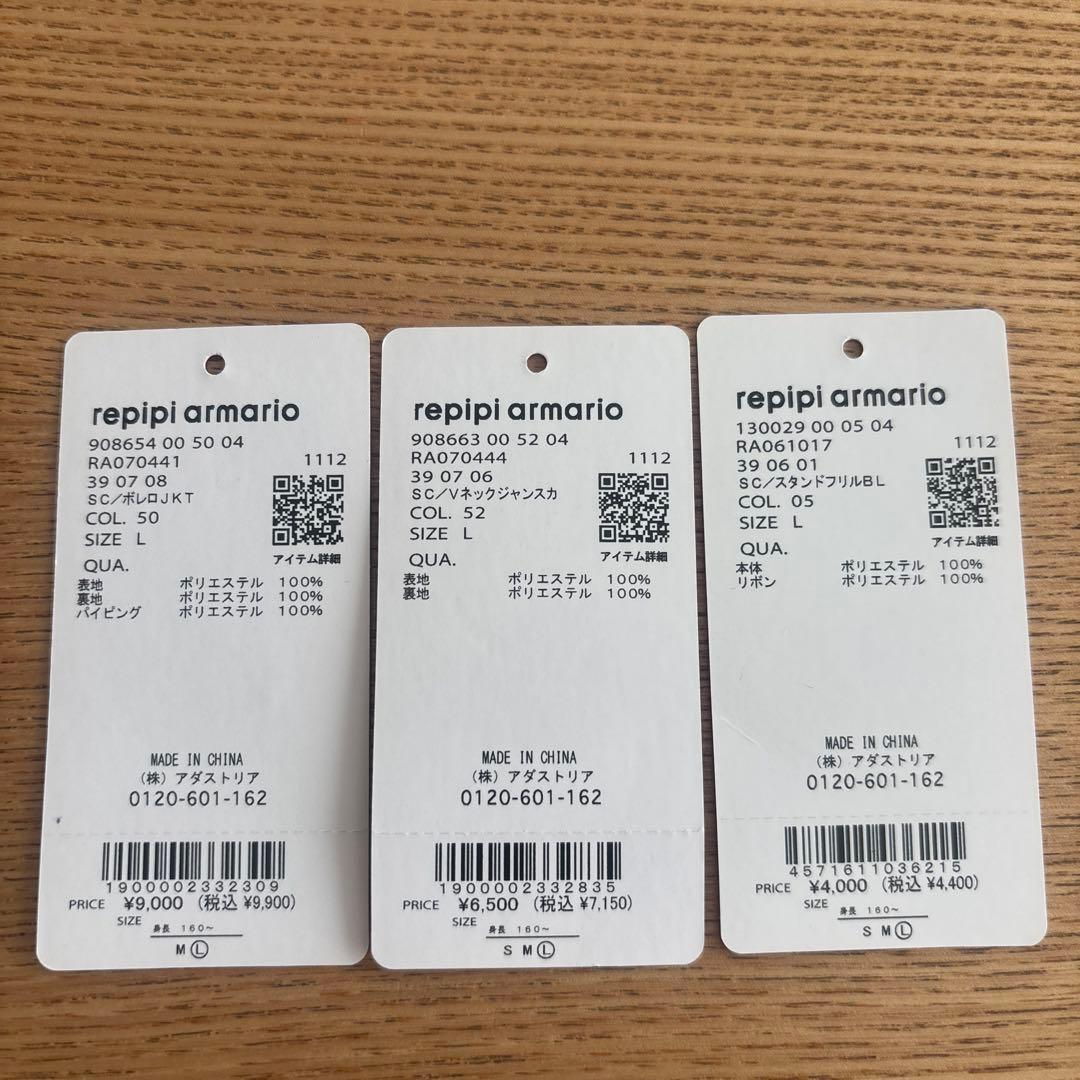 repipi armario
908654 00 50 04
RA070441 1112
39 07 08
SC／ボレロJKT
COL. 50
SIZE L
アイテム詳細
QUA.
表地 ポリエステル 100%
裏地 ポリエステル 100%
パイピング ポリエステル 100%
MADE IN CHINA
（株）アダストリア
0120-601-162
1900002332309
PRICE ¥9,000 （税込 ¥9,900）
SIZE
身長 160～
M Ⓛ
repipi armario
908663 00 52 04
RA070444 1112
39 07 06
SC／Vネックジャンスカ
COL. 52
SIZE L
アイテム詳細
QUA.
表地 ポリエステル 100%
裏地 ポリエステル 100%
MADE IN CHINA
（株）アダストリア
0120-601-162
1900002332835
PRICE ¥6,500 （税込 ¥7,150）
SIZE
身長 160～
S M Ⓛ
repipi armario
130029 00 05 04
RA061017 1112
39 06 01
SC／スタンドフリルBL
COL. 05
SIZE L
アイテム詳細
QUA.
本体 ポリエステル 100%
リボン ポリエステル 100%
MADE IN CHINA
（株）アダストリア
0120-601-162
4571611036215
PRICE ¥4,000 （税込 ¥4,400）
SIZE
身長 160～
S M Ⓛ